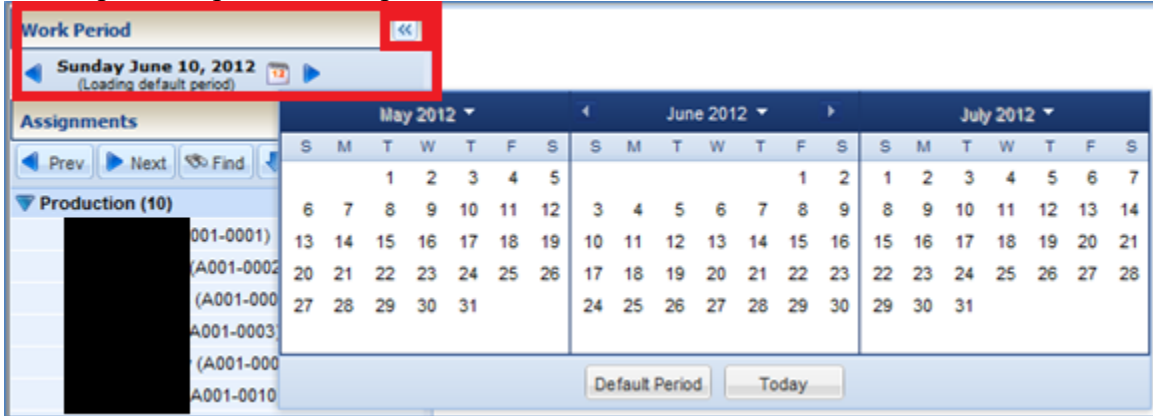 Work Period
Sunday June 10, 2012
(Loading default period)
Assignments
Prev Next Find
Production (10)
001-0001)
(A001-0002
(A001-000
A001-0003)
(A001-000
A001-0010
May 2012
S M T W T F S
1 2 3 4 5
6 7 8 9 10 11 12
13 14 15 16 17 18 19
20 21 22 23 24 25 26
27 28 29 30 31
June 2012
S M T W T F S
1 2
3 4 5 6 7 8 9
10 11 12 13 14 15 16
17 18 19 20 21 22 23
24 25 26 27 28 29 30
July 2012
S M T W T F S
1 2 3 4 5 6 7
8 9 10 11 12 13 14
15 16 17 18 19 20 21
22 23 24 25 26 27 28
29 30 31
Default Period Today